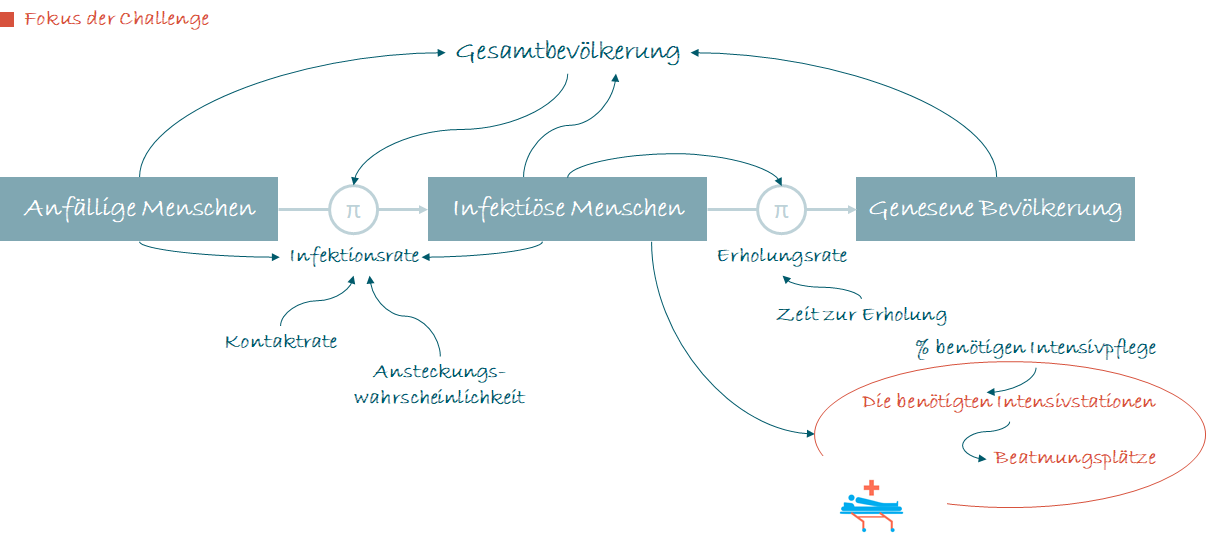 Fokus der Challenge
Gesamtbevölkerung
Anfällige Menschen
π
Infektiöse Menschen
π
Genesene Bevölkerung
Infektionsrate
Erholungsrate
Zeit zur Erholung
Kontaktrate
% benötigen Intensivpflege
Ansteckungs-
wahrscheinlichkeit
Die benötigten Intensivstationen
Beatmungsplätze